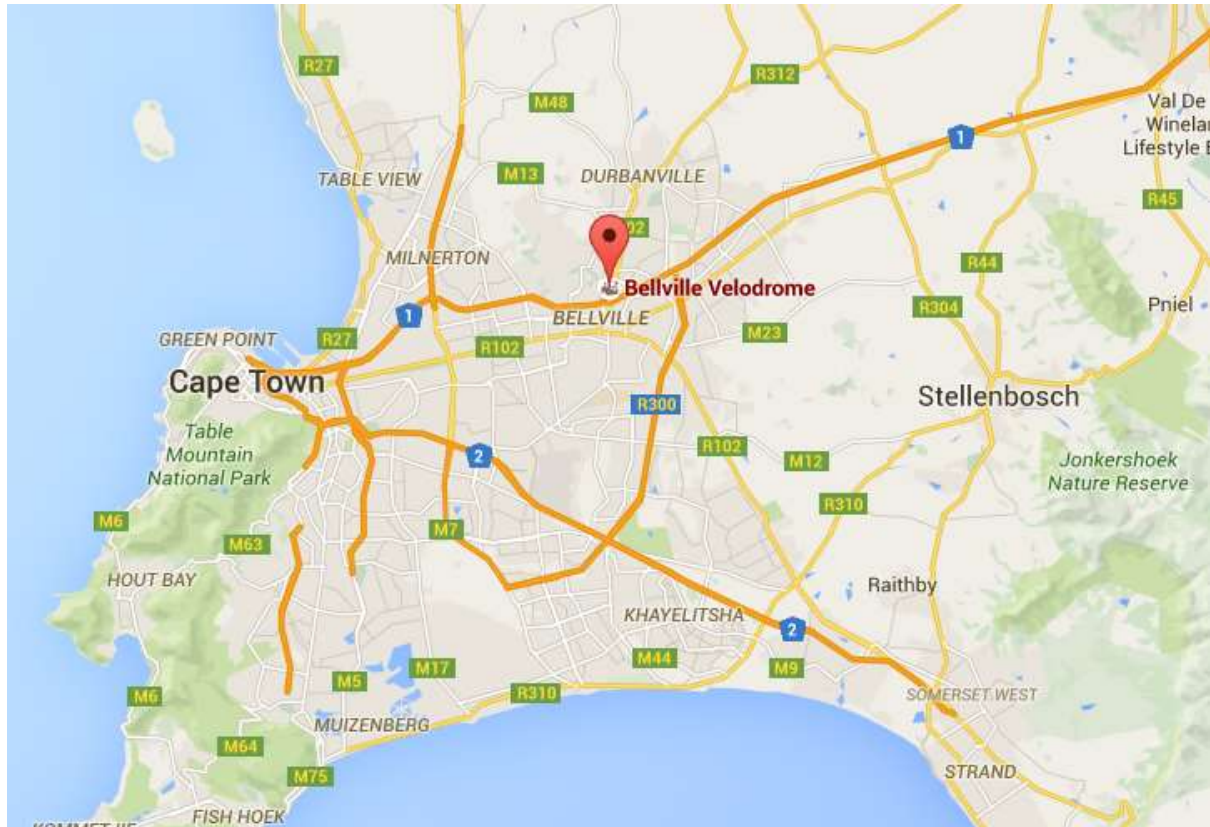 R27
R312
M48
Val De
Winelar
Lifestyle E
1
TABLE VIEW
M13
DURBANVILLE
R45
02
MILNERTON
R44
Bellville Velodrome
Pniel
1
BELLVILLE
R304
GREEN POINT
R27
R102
M23
Cape Town
R300
Stellenbosch
Table
Mountain
National Park
2
R102
M12
Jonkershoek
Nature Reserve
R310
M6
M7
M63
HOUT BAY
Raithby
KHAYELITSHA
2
M44
M9
M6
M5
M17
R310
SOMERSET WEST
MUIZENBERG
M64
M75
STRAND
FISH HOEK